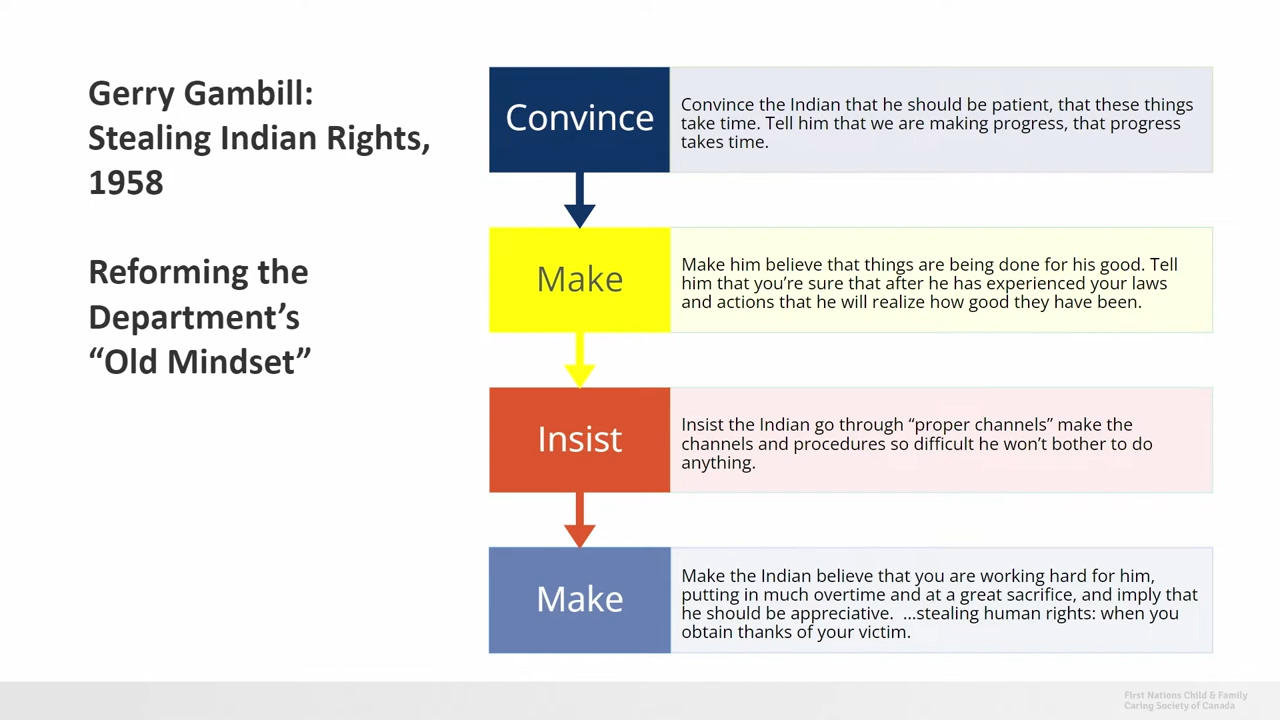 Gerry Gambill:
Stealing Indian Rights,
1958
Reforming the
Department’s
“Old Mindset”
Convince
Convince the Indian that he should be patient, that these things
take time. Tell him that we are making progress, that progress
takes time.
Make
Make him believe that things are being done for his good. Tell
him that you’re sure that after he has experienced your laws
and actions that he will realize how good they have been.
Insist
Insist the Indian go through “proper channels” make the
channels and procedures so difficult he won’t bother to do
anything.
Make
Make the Indian believe that you are working hard for him,
putting in much overtime and at a great sacrifice, and imply that
he should be appreciative.  …stealing human rights: when you
obtain thanks of your victim.
First Nations Child & Family
Caring Society of Canada